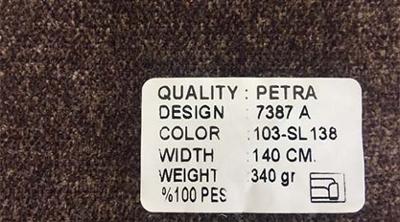 QUALITY : PETRA
DESIGN : 7387 A
COLOR : 103-SL138
WIDTH : 140 CM.
WEIGHT : 340 gr
%100 PES